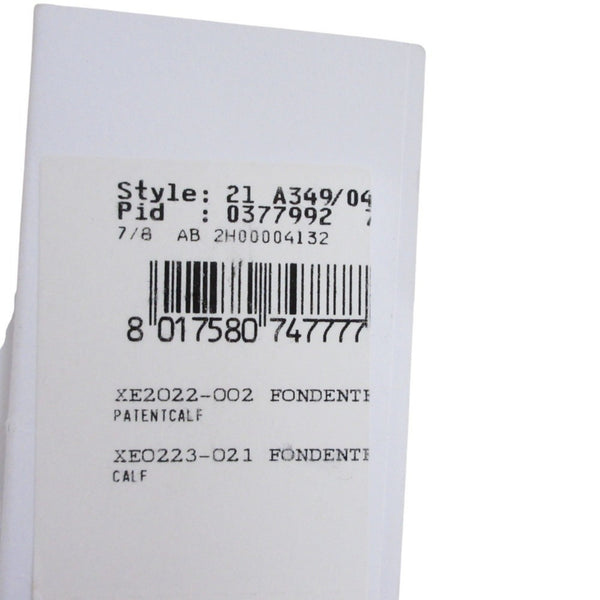 Style: 21 A349/04
Pid : 0377992
7/8 AB 2H00004132
8 017580 747777
XE2022-002 FONDENTE
PATENTCALF
XE0223-021 FONDENTE
CALF